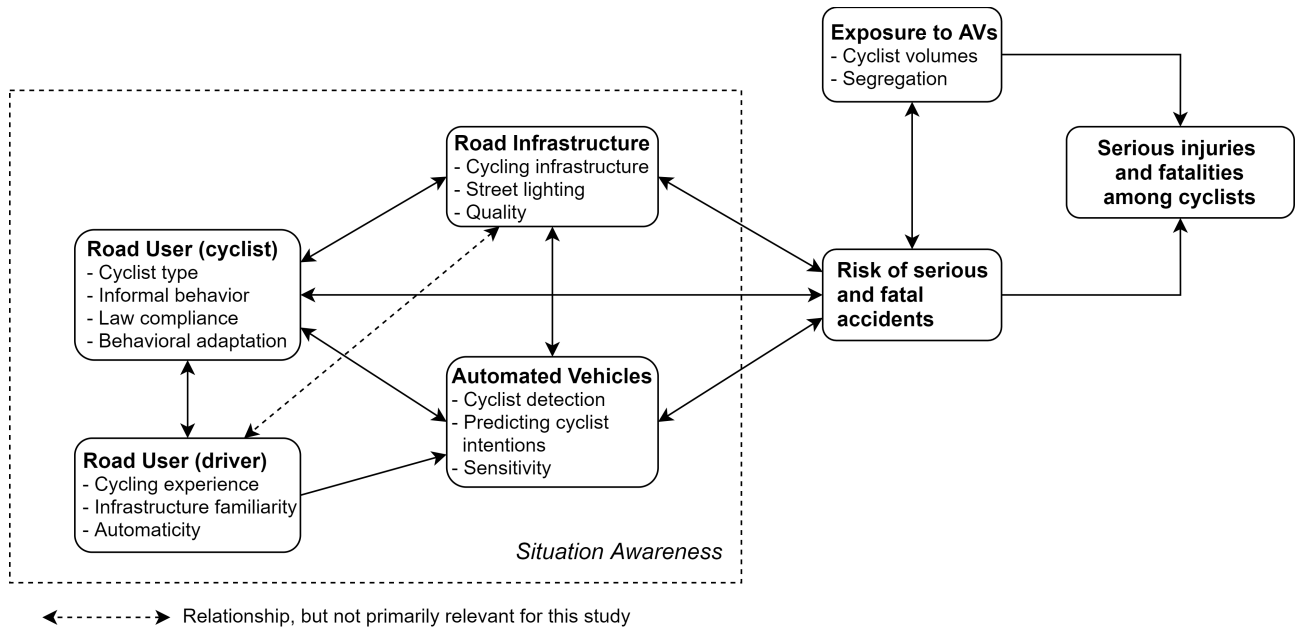 Exposure to AVs
- Cyclist volumes
- Segregation
Serious injuries
and fatalities
among cyclists
Road Infrastructure
- Cycling infrastructure
- Street lighting
- Quality
Road User (cyclist)
- Cyclist type
- Informal behavior
- Law compliance
- Behavioral adaptation
Risk of serious
and fatal
accidents
Automated Vehicles
- Cyclist detection
- Predicting cyclist
intentions
- Sensitivity
Road User (driver)
- Cycling experience
- Infrastructure familiarity
- Automaticity
Situation Awareness
Relationship, but not primarily relevant for this study